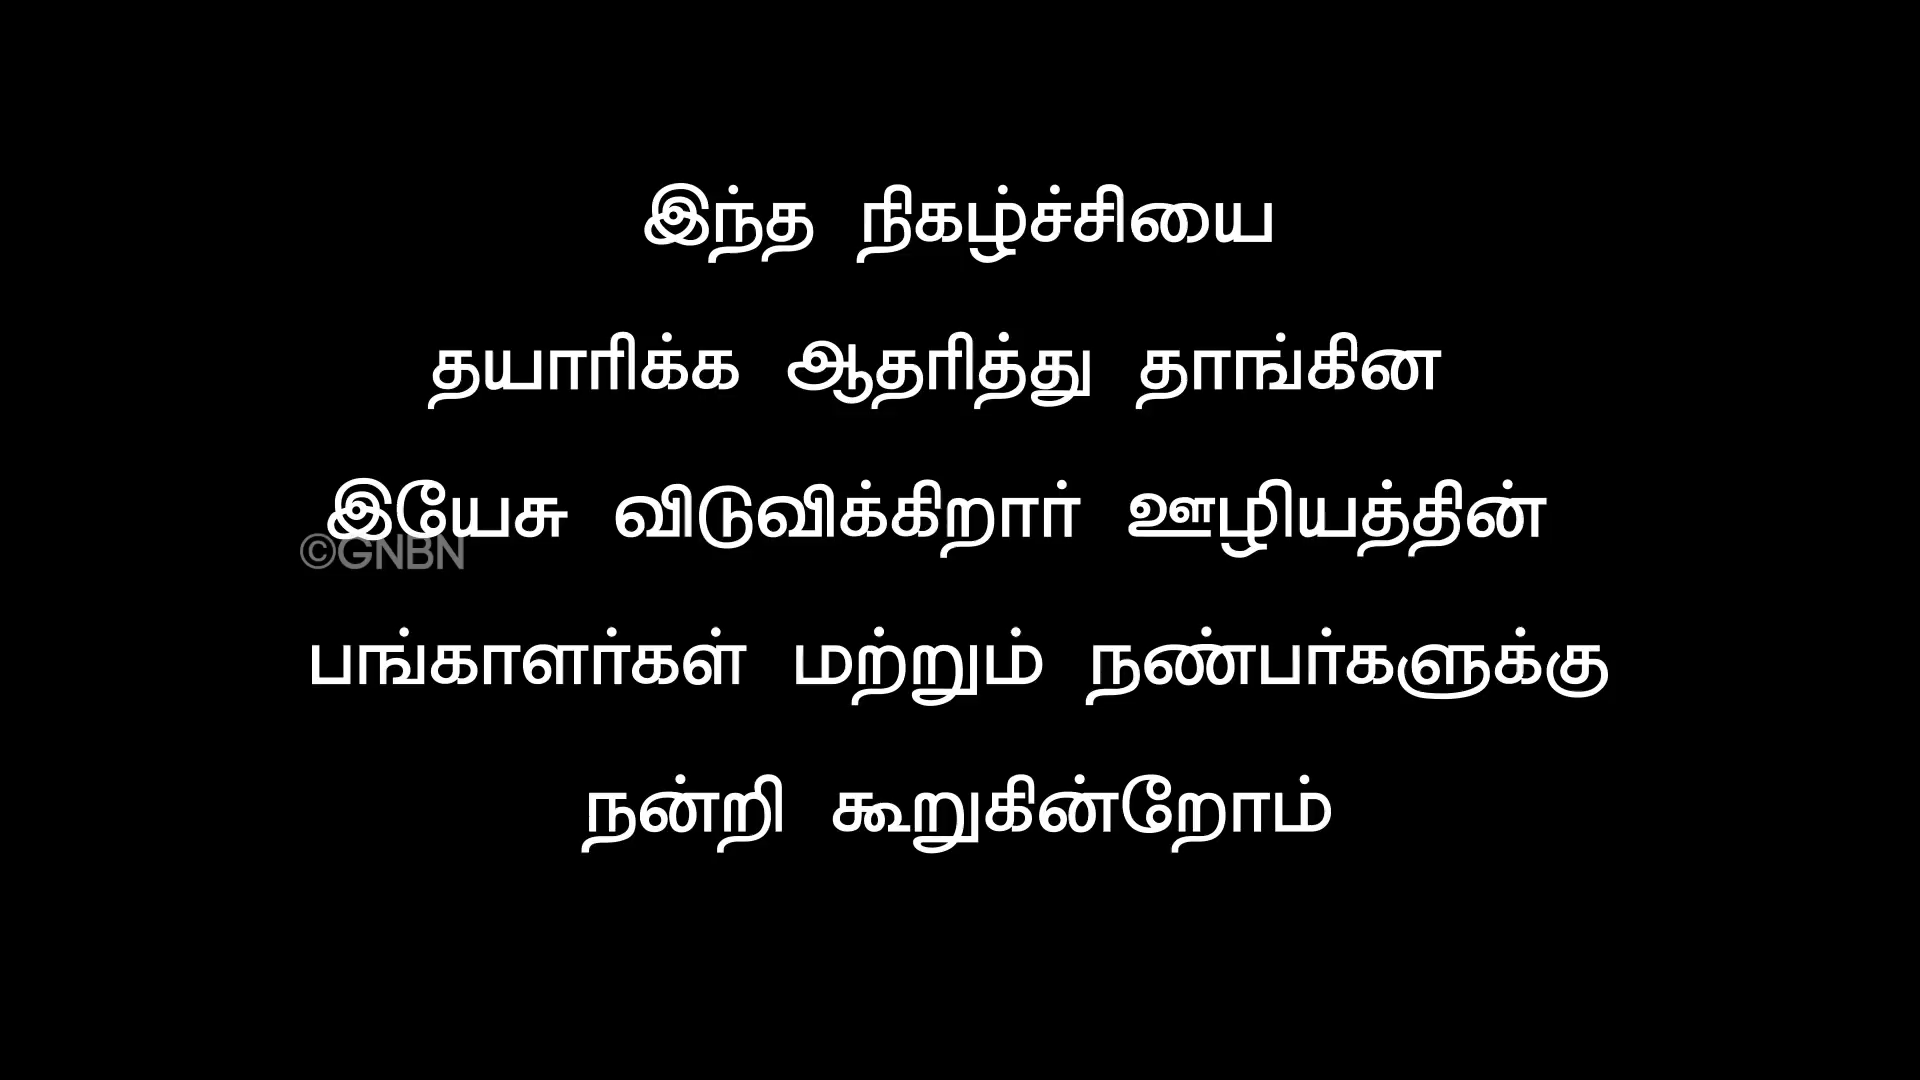 இந்த நிகழ்ச்சியை
தயாரிக்க ஆதரித்து தாங்கின
இயேசு விடுவிக்கிறார் ஊழியத்தின்
©GNBN
பங்காளர்கள் மற்றும் நண்பர்களுக்கு
நன்றி கூறுகின்றோம்